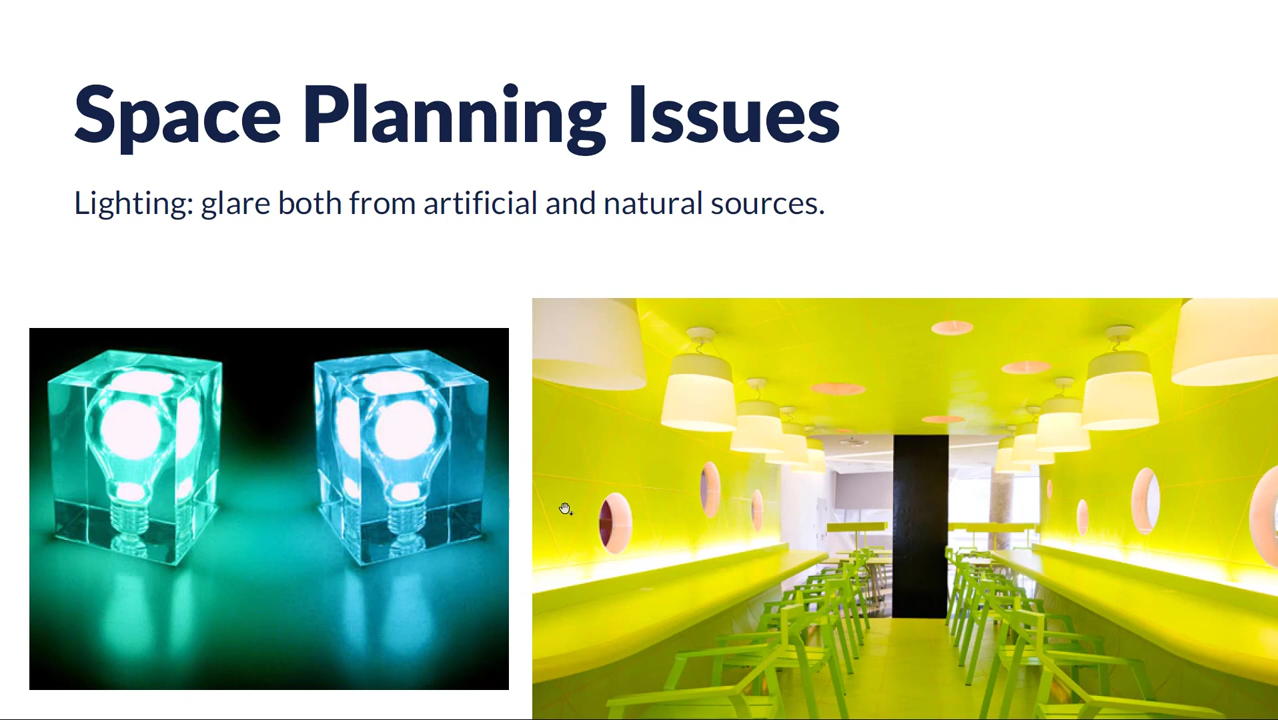 Space Planning Issues
Lighting: glare both from artificial and natural sources.